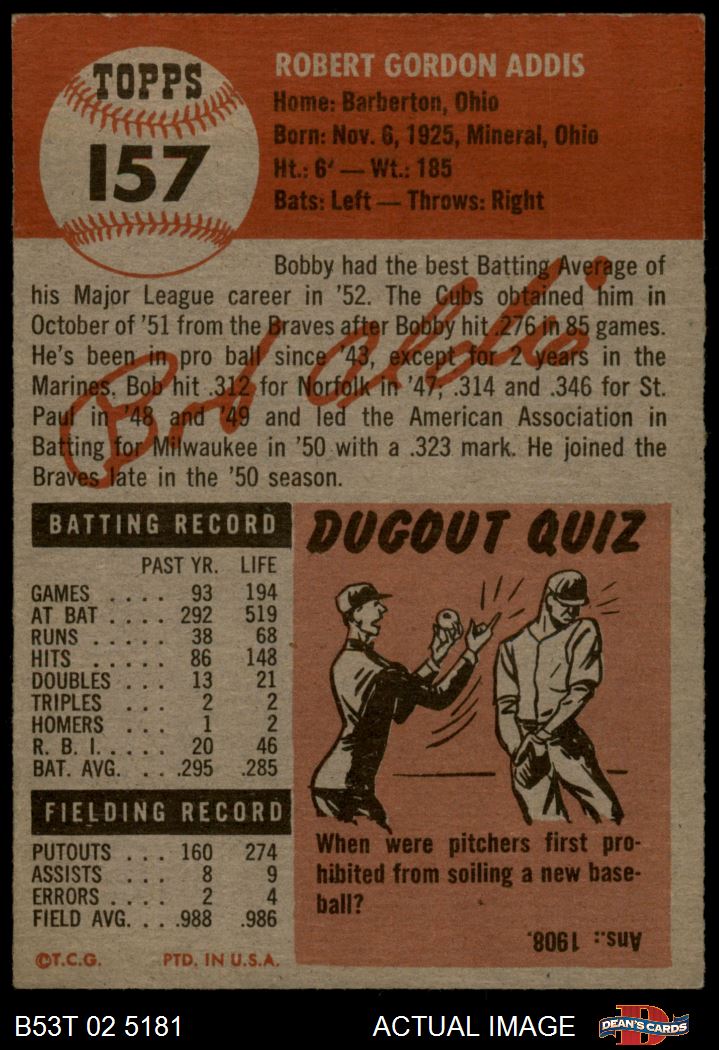 TOPPS
157
ROBERT GORDON ADDIS
Home: Barberton, Ohio
Born: Nov. 6, 1925, Mineral, Ohio
Ht.: 6' — Wt.: 185
Bats: Left — Throws: Right
Bobby had the best Batting Average of
his Major League career in '52. The Cubs obtained him in
October of '51 from the Braves after Bobby hit .276 in 85 games.
He's been in pro ball since '43, except for 2 years in the
Marines. Bob hit .312 for Norfolk in '47, .314 and .346 for St.
Paul in '48 and '49 and led the American Association in
Batting for Milwaukee in '50 with a .323 mark. He joined the
Braves late in the '50 season.
Bob Addis
BATTING RECORD
PAST YR. LIFE
GAMES . . . . 93 194
AT BAT . . . . 292 519
RUNS . . . . . 38 68
HITS . . . . . 86 148
DOUBLES . . . 13 21
TRIPLES . . . 2 2
HOMERS . . . 1 2
R. B. I. . . . . 20 46
BAT. AVG. . . .295 .285
FIELDING RECORD
PUTOUTS . . . 160 274
ASSISTS . . . 8 9
ERRORS . . . . 2 4
FIELD AVG. . . .988 .986
©T.C.G. PTD. IN U.S.A.
DUGOUT QUIZ
When were pitchers first pro-
hibited from soiling a new base-
ball?
Ans.: 1908.
B53T 02 5181 ACTUAL IMAGE
D
DEAN'S CARDS